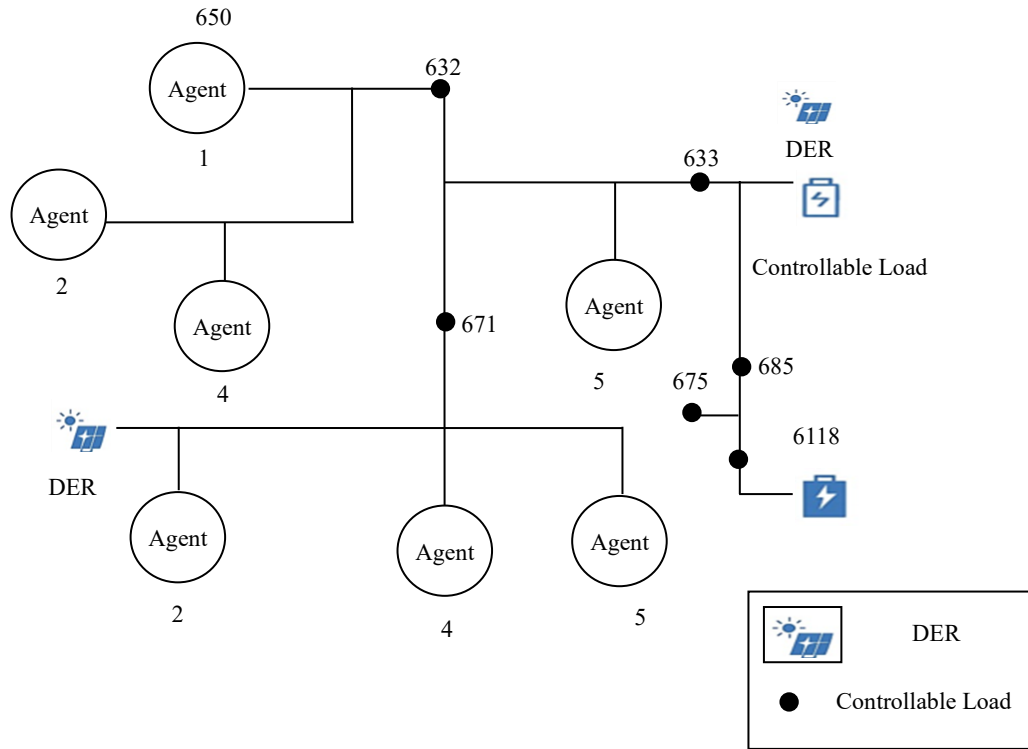 650
Agent
1
632
DER
633
Agent
2
Controllable Load
Agent
4
671
Agent
5
685
675
6118
DER
Agent
2
Agent
4
Agent
5
DER
Controllable Load